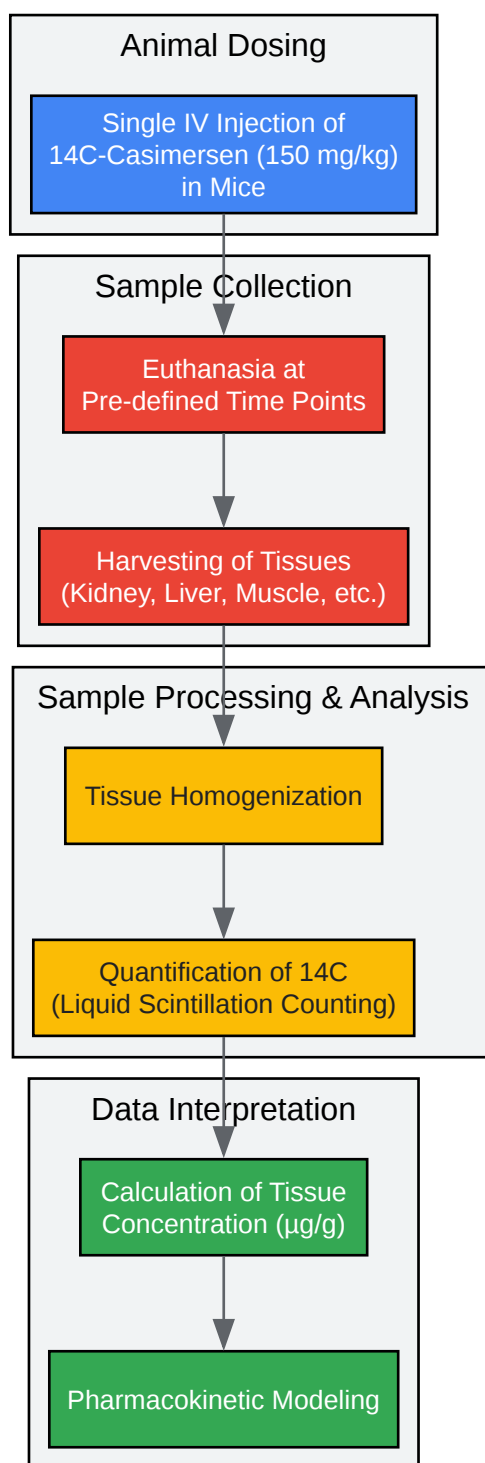 Animal Dosing
Single IV Injection of
14C-Casimersen (150 mg/kg)
in Mice
Sample Collection
Euthanasia at
Pre-defined Time Points
Harvesting of Tissues
(Kidney, Liver, Muscle, etc.)
Sample Processing & Analysis
Tissue Homogenization
Quantification of 14C
(Liquid Scintillation Counting)
Data Interpretation
Calculation of Tissue
Concentration (µg/g)
Pharmacokinetic Modeling